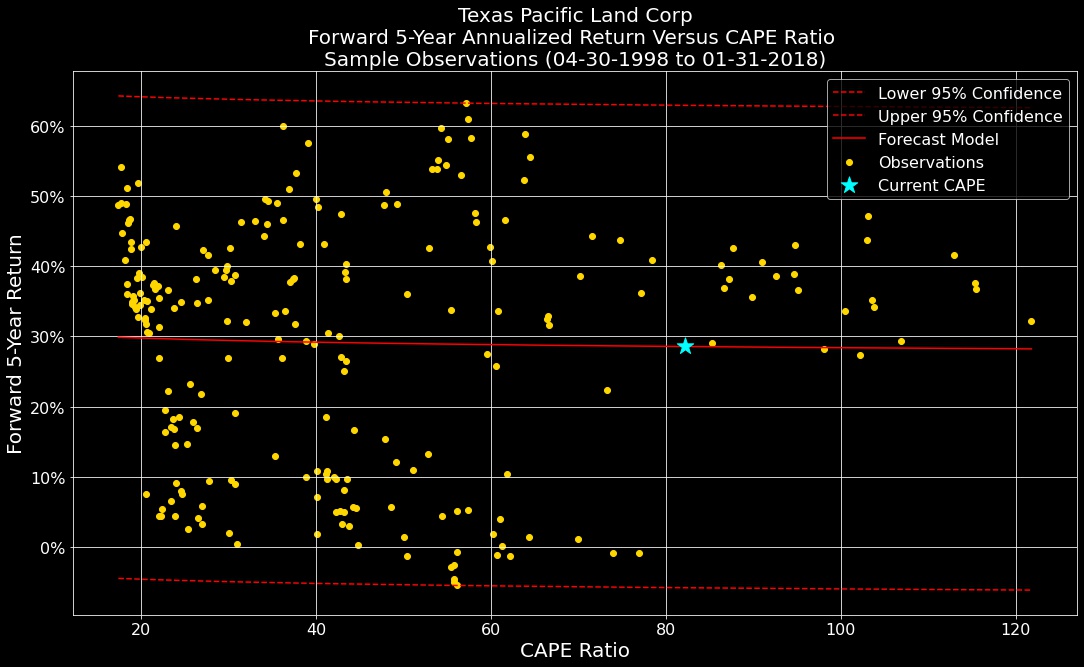 Texas Pacific Land Corp
Forward 5-Year Annualized Return Versus CAPE Ratio
Sample Observations (04-30-1998 to 01-31-2018)
Lower 95% Confidence
Upper 95% Confidence
Forecast Model
Observations
Current CAPE
Forward 5-Year Return
60%
50%
40%
30%
20%
10%
0%
20 40 60 80 100 120
CAPE Ratio